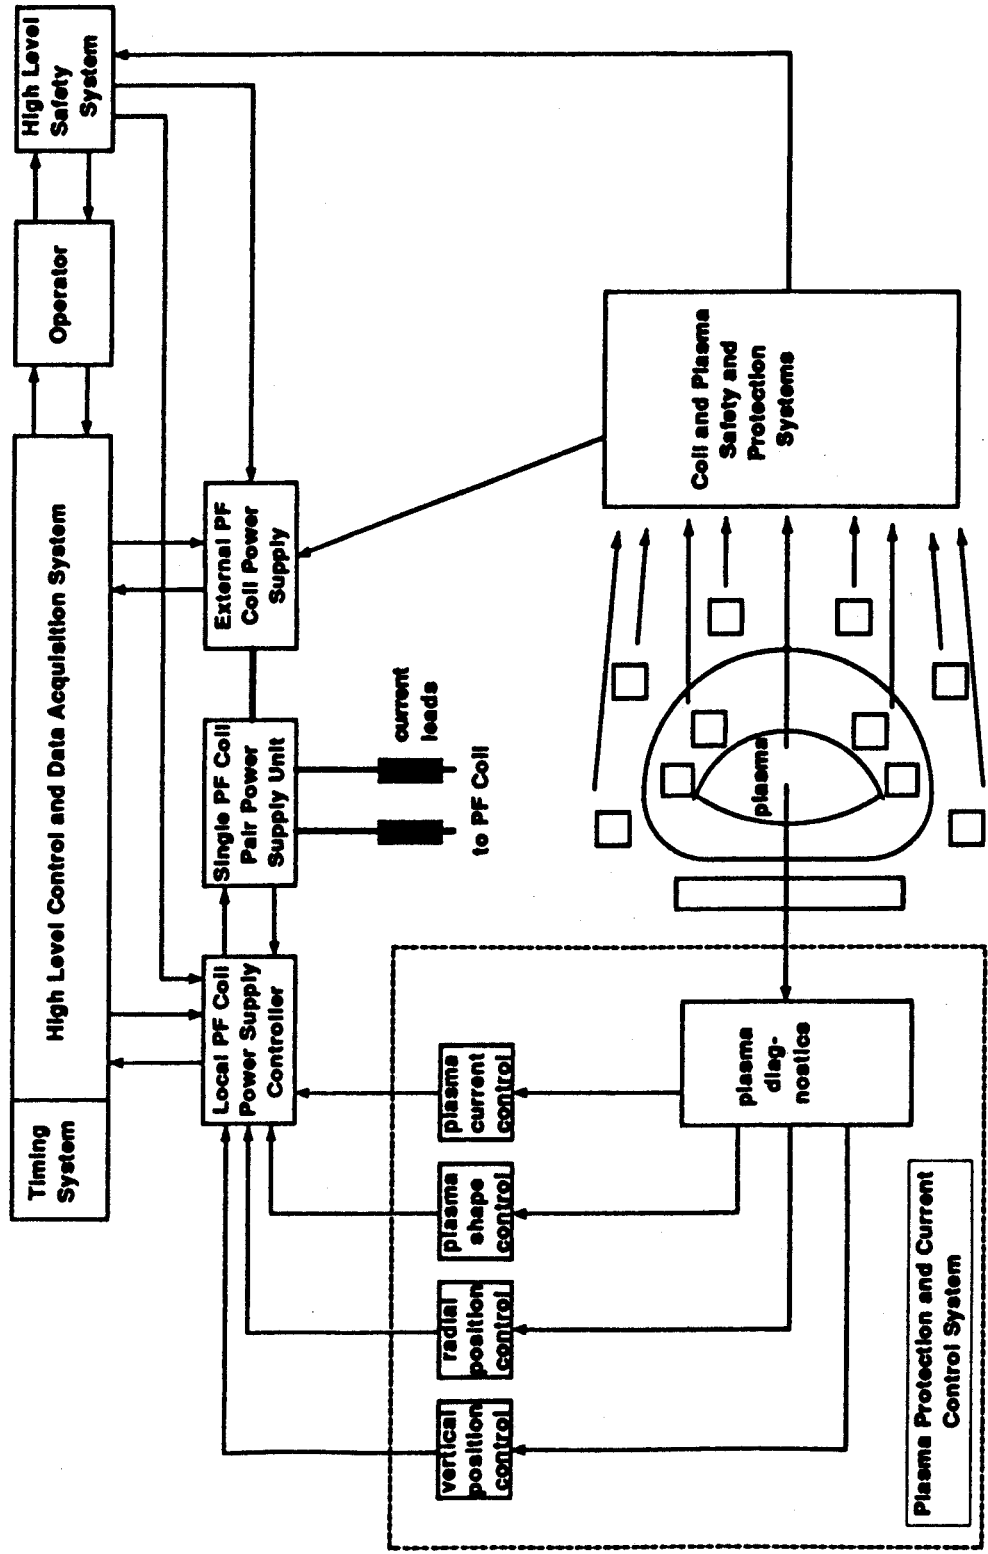 Timing
System
High Level Control and Data Acquisition System
Operator
High Level
Safety
System
Local PF Coil
Power Supply
Controller
Single PF Coil
Pair Power
Supply Unit
External PF
Coil Power
Supply
current
leads
to PF Coil
vertical
position
control
radial
position
control
plasma
shape
control
plasma
current
control
plasma
diag-
nostics
plasma
Coil and Plasma
Safety and
Protection
Systems
Plasma Protection and Current
Control System